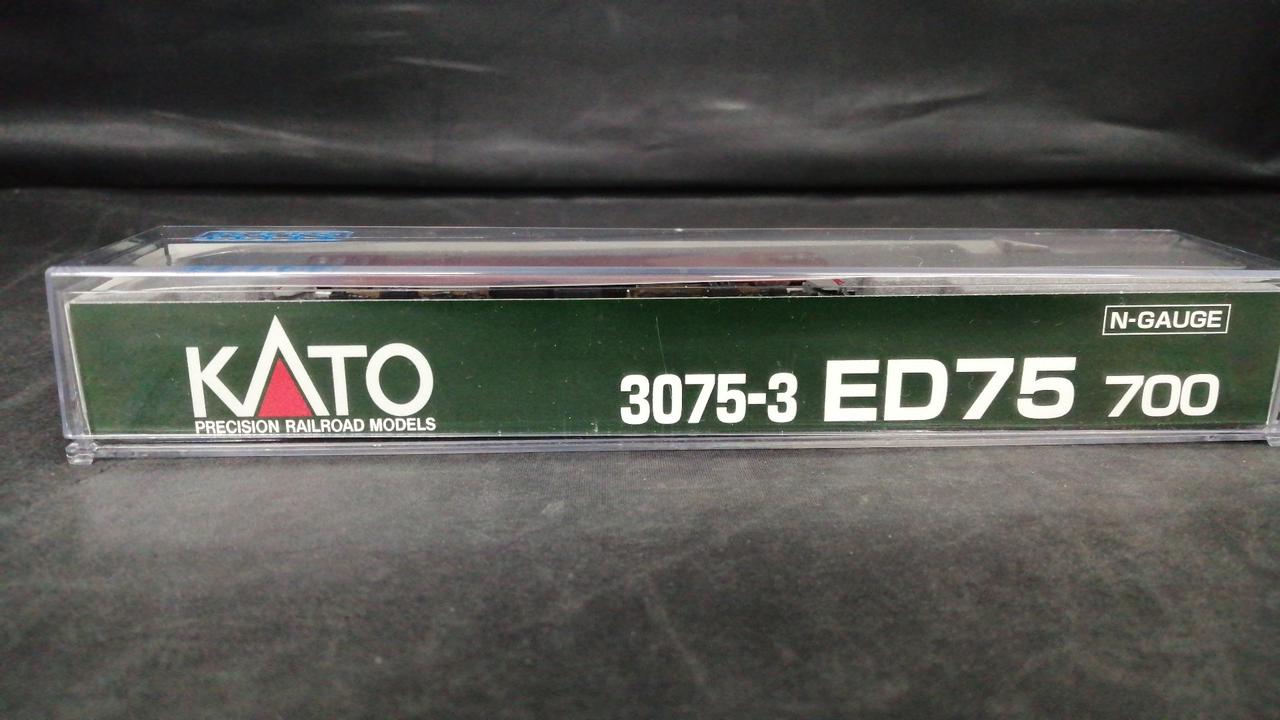 N-GAUGE
KATO
3075-3 ED75 700
PRECISION RAILROAD MODELS